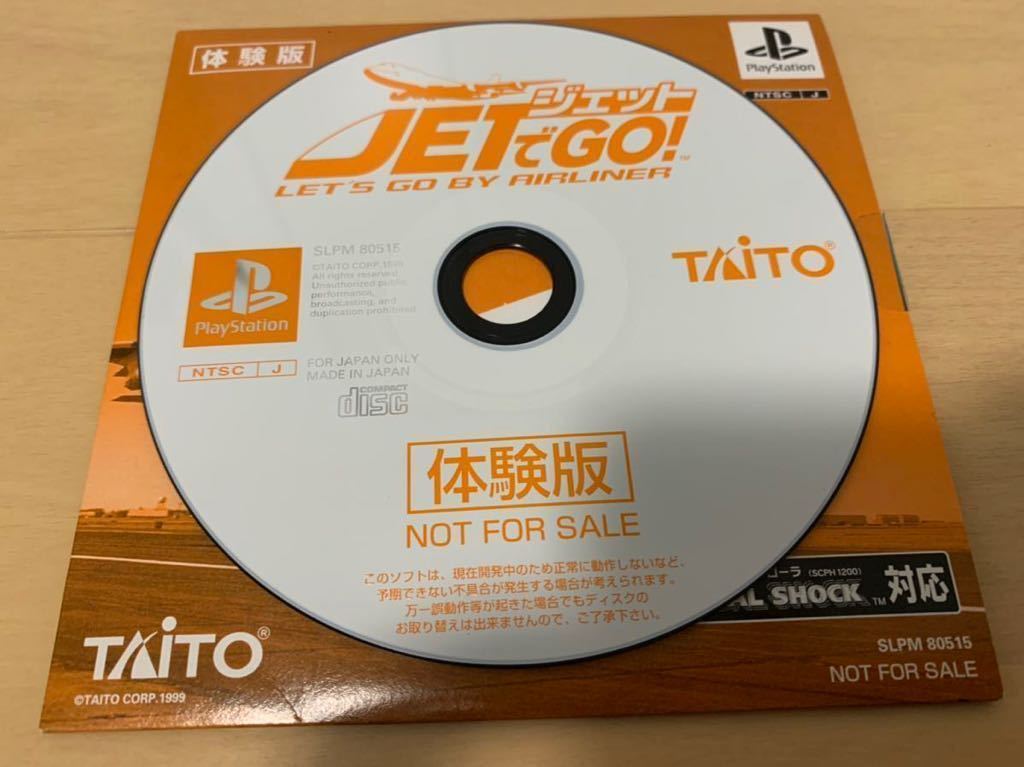 体験版
PlayStation
NTSC J
ジェット
JETでGO!™
LET'S GO BY AIRLINER
SLPM 80515
©TAITO CORP.1999
All rights reserved.
Unauthorized public
performance,
broadcasting, and
duplication prohibited.
TAITO®
PlayStation
NTSC J
FOR JAPAN ONLY
MADE IN JAPAN
COMPACT
disc
体験版
NOT FOR SALE
このソフトは、現在開発中のため正常に動作しないなど、
予期できない不具合が発生する場合が考えられます。
万一誤動作等が起きた場合でもディスクの
お取り替えは出来ませんので、ご了承下さい。
ローラ (SCPH1200)
AL SHOCK™ 対応
TAITO®
©TAITO CORP.1999
SLPM 80515
NOT FOR SALE